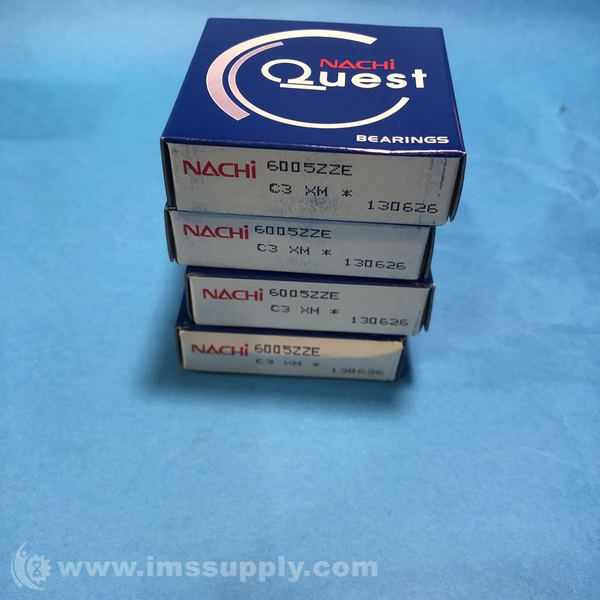 NACHi
Quest
BEARINGS
NACHi 6005ZZE
C3 XM *
130626
NACHi 6005ZZE
C3 XM *
130626
NACHi 6005ZZE
C3 XM *
130626
NACHi 6005ZZE
C3 XM *
130626
www.imssupply.com